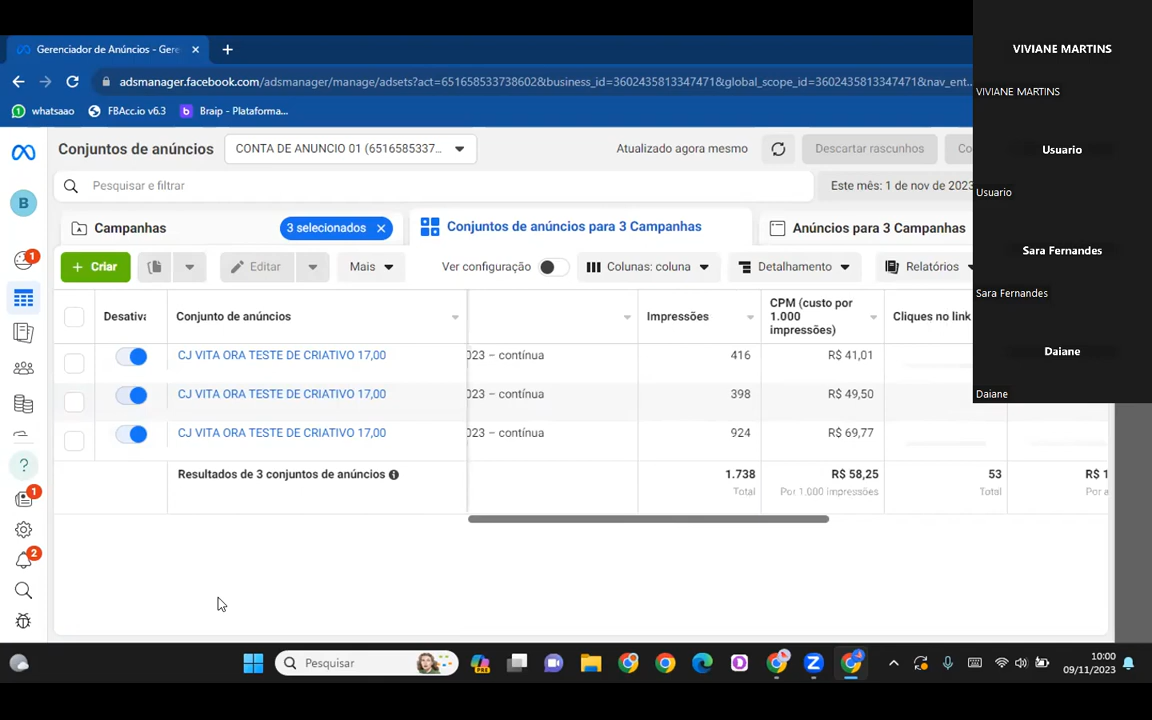 VIVIANE MARTINS
VIVIANE MARTINS
Usuario
Usuario
Sara Fernandes
Sara Fernandes
Daiane
Daiane
Gerenciador de Anúncios - Gere
adsmanager.facebook.com/adsmanager/manage/adsets?act=651658533738602&business_id=3602435813347471&global_scope_id=3602435813347471&nav_ent...
whatsaao
FBAcc.io v6.3
b Braip - Plataforma...
Conjuntos de anúncios
CONTA DE ANUNCIO 01 (6516585337...
Atualizado agora mesmo
Descartar rascunhos
Co
B
Pesquisar e filtrar
Este mês: 1 de nov de 2023
Campanhas
3 selecionados
Conjuntos de anúncios para 3 Campanhas
Anúncios para 3 Campanhas
+ Criar
Editar
Mais
Ver configuração
Colunas: coluna
Detalhamento
Relatórios
1
Desativa
Conjunto de anúncios
Impressões
CPM (custo por 1.000 impressões)
Cliques no link
CJ VITA ORA TESTE DE CRIATIVO 17,00
023 – contínua
416
R$ 41,01
CJ VITA ORA TESTE DE CRIATIVO 17,00
023 – contínua
398
R$ 49,50
CJ VITA ORA TESTE DE CRIATIVO 17,00
023 – contínua
924
R$ 69,77
Resultados de 3 conjuntos de anúncios
1.738
Total
R$ 58,25
Por 1.000 impressões
53
Total
R$ 1
Por a
?
1
2
Pesquisar
10:00
09/11/2023